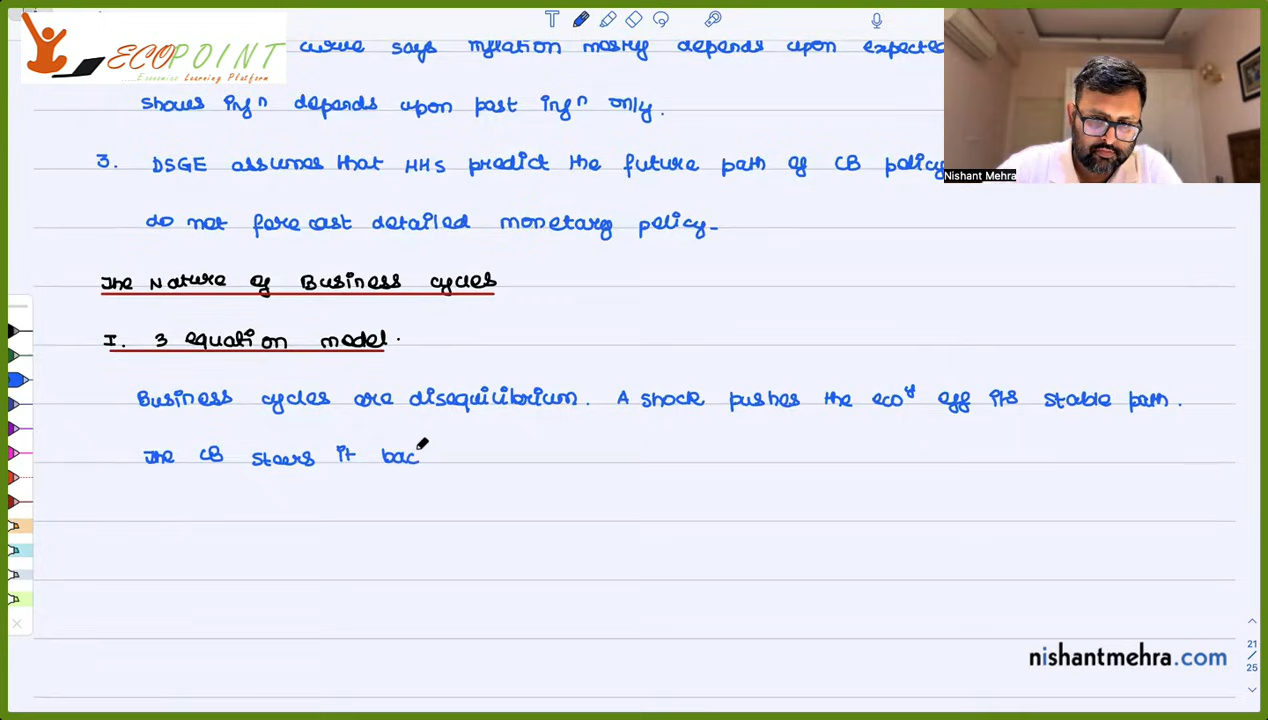 ECOPOINT
....Economics Learning Platform
curve says inflation mostly depends upon expected
shows infⁿ depends upon past infⁿ only.
3. DSGE assumes that HHS predict the future path of CB policy
do not forecast detailed monetary policy.
The Nature of Business cycles
I. 3 equation model.
Business cycles are disequilibrium. A shock pushes the ecoʸ off its stable path.
The CB steers it bac
Nishant Mehra
nishantmehra.com
21
/
25